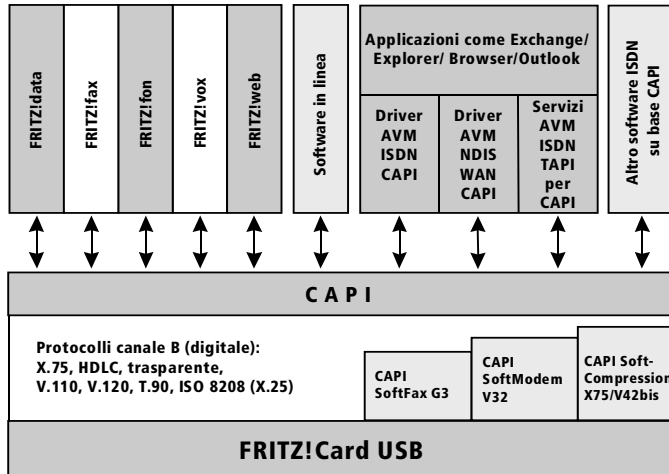 FRITZ!data
FRITZ!fax
FRITZ!fon
FRITZ!vox
FRITZ!web
Software in linea
Applicazioni come Exchange/
Explorer/ Browser/Outlook
Driver
AVM
ISDN
CAPI
Driver
AVM
NDIS
WAN
CAPI
Servizi
AVM
ISDN
TAPI
per
CAPI
Altro software ISDN
su base CAPI
CAPI
Protocolli canale B (digitale):
X.75, HDLC, trasparente,
V.110, V.120, T.90, ISO 8208 (X.25)
CAPI
SoftFax G3
CAPI
SoftModem
V32
CAPI Soft-
Compression
X75/V42bis
FRITZ!Card USB